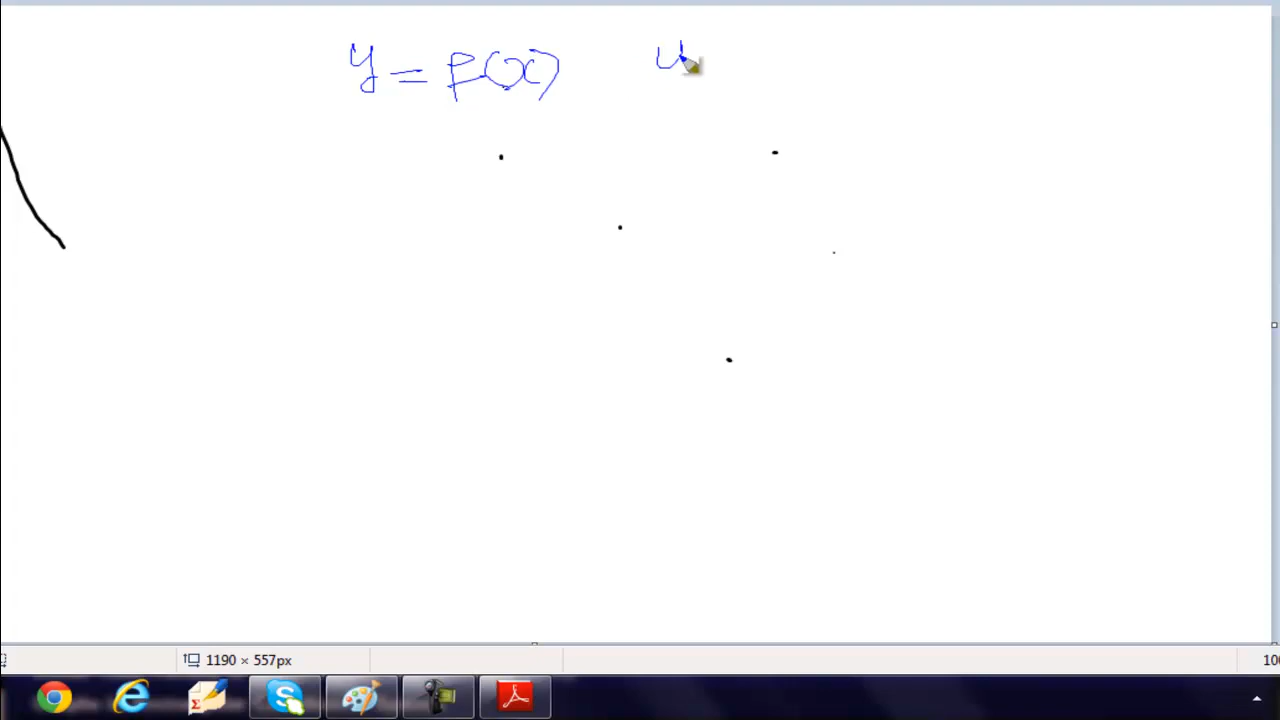 y = P(x)
1190 × 557px